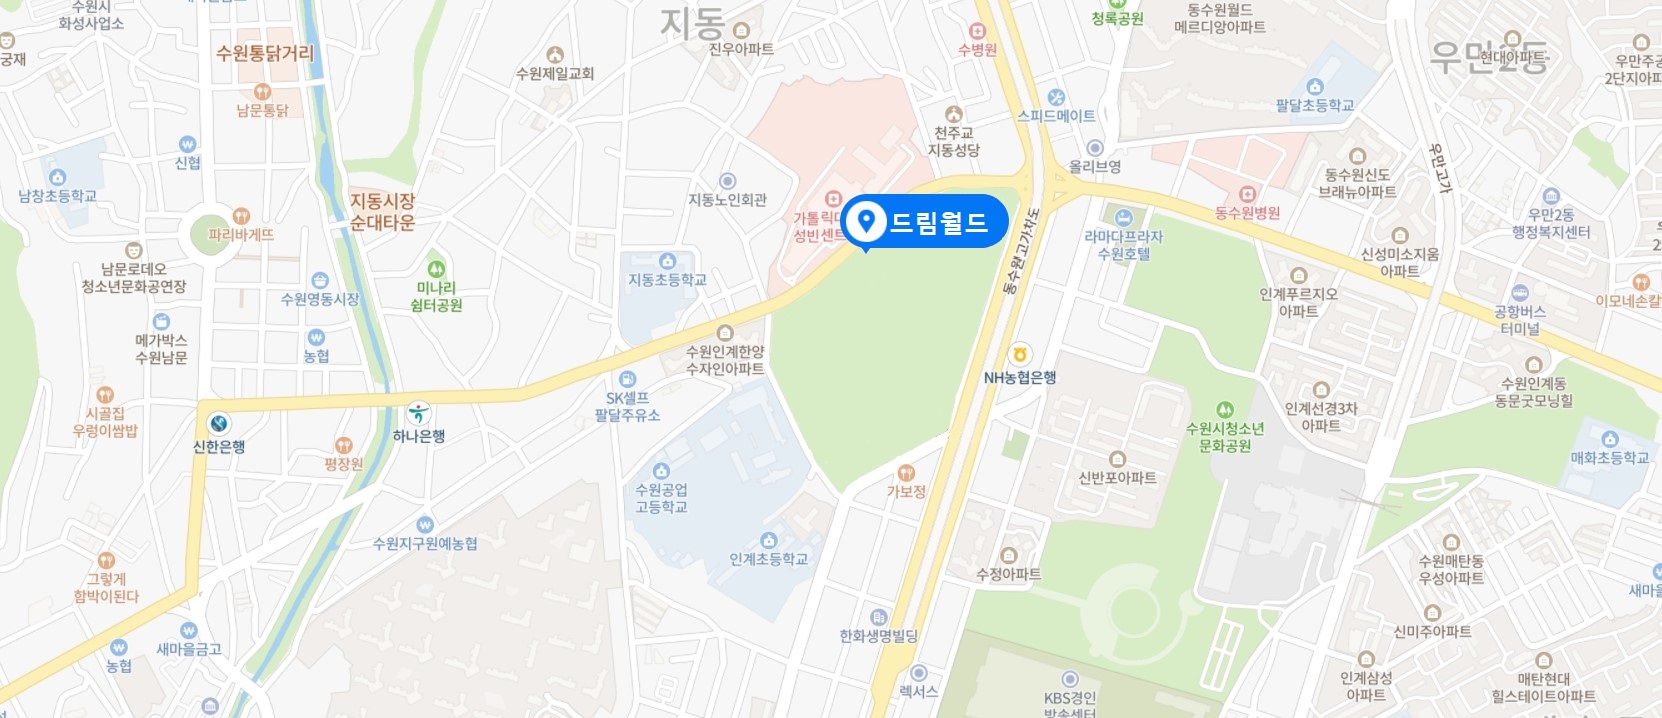 수원시
화성사업소
지동
청록공원
동수원월드
메르디앙아파트
수원통닭거리
진우아파트
수병원
우만2동
현대아파트
우만주공
2단지아파
궁재
수원제일교회
남문통닭
팔달초등학교
스피드메이트
천주교
지동성당
신협
올리브영
우만고가
동수원신도
브래뉴아파트
남창초등학교
지동시장
순대타운
지동노인회관
가톨릭대
성빈센트
드림월드
동수원병원
우만2동
행정복지센터
파리바게뜨
라마다프라자
수원호텔
동수원고가차도
신성미소지움
아파트
남문로데오
청소년문화공연장
지동초등학교
미나리
쉼터공원
수원영동시장
인계푸르지오
아파트
공항버스
터미널
이모네손칼
메가박스
수원남문
농협
수원인계한양
수자인아파트
NH농협은행
수원인계동
동문굿모닝힐
SK셀프
팔달주유소
시골집
우렁이쌈밥
신한은행
하나은행
인계선경3차
아파트
수원시청소년
문화공원
평장원
매화초등학교
신반포아파트
수원공업
고등학교
가보정
수원지구원예농협
인계초등학교
수정아파트
수원매탄동
우성아파트
그렇게
함박이된다
새마을
한화생명빌딩
신미주아파트
새마을금고
농협
렉서스
KBS경인
방송센터
인계삼성
아파트
매탄현대
힐스테이트아파트